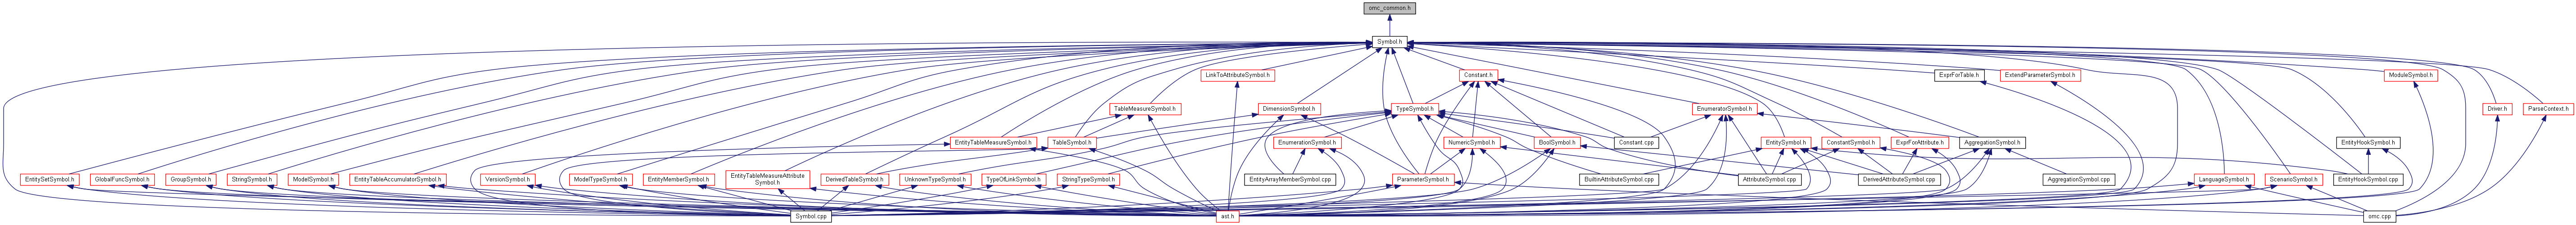 omc_common.h
Symbol.h
LinkToAttributeSymbol.h
Constant.h
ExprForTable.h
ExtendParameterSymbol.h
ModuleSymbol.h
TableMeasureSymbol.h
DimensionSymbol.h
TypeSymbol.h
EnumeratorSymbol.h
Driver.h
ParseContext.h
EntityTableMeasureSymbol.h
TableSymbol.h
EnumerationSymbol.h
NumericSymbol.h
BoolSymbol.h
Constant.cpp
EntitySymbol.h
ConstantSymbol.h
ExprForAttribute.h
AggregationSymbol.h
EntityHookSymbol.h
EntitySetSymbol.h
GlobalFuncSymbol.h
GroupSymbol.h
StringSymbol.h
ModelSymbol.h
EntityTableAccumulatorSymbol.h
VersionSymbol.h
ModelTypeSymbol.h
EntityMemberSymbol.h
EntityTableMeasureAttribute
Symbol.h
DerivedTableSymbol.h
UnknownTypeSymbol.h
TypeOfLinkSymbol.h
StringTypeSymbol.h
EntityArrayMemberSymbol.cpp
ParameterSymbol.h
BuiltinAttributeSymbol.cpp
AttributeSymbol.cpp
DerivedAttributeSymbol.cpp
AggregationSymbol.cpp
LanguageSymbol.h
ScenarioSymbol.h
EntityHookSymbol.cpp
Symbol.cpp
ast.h
omc.cpp